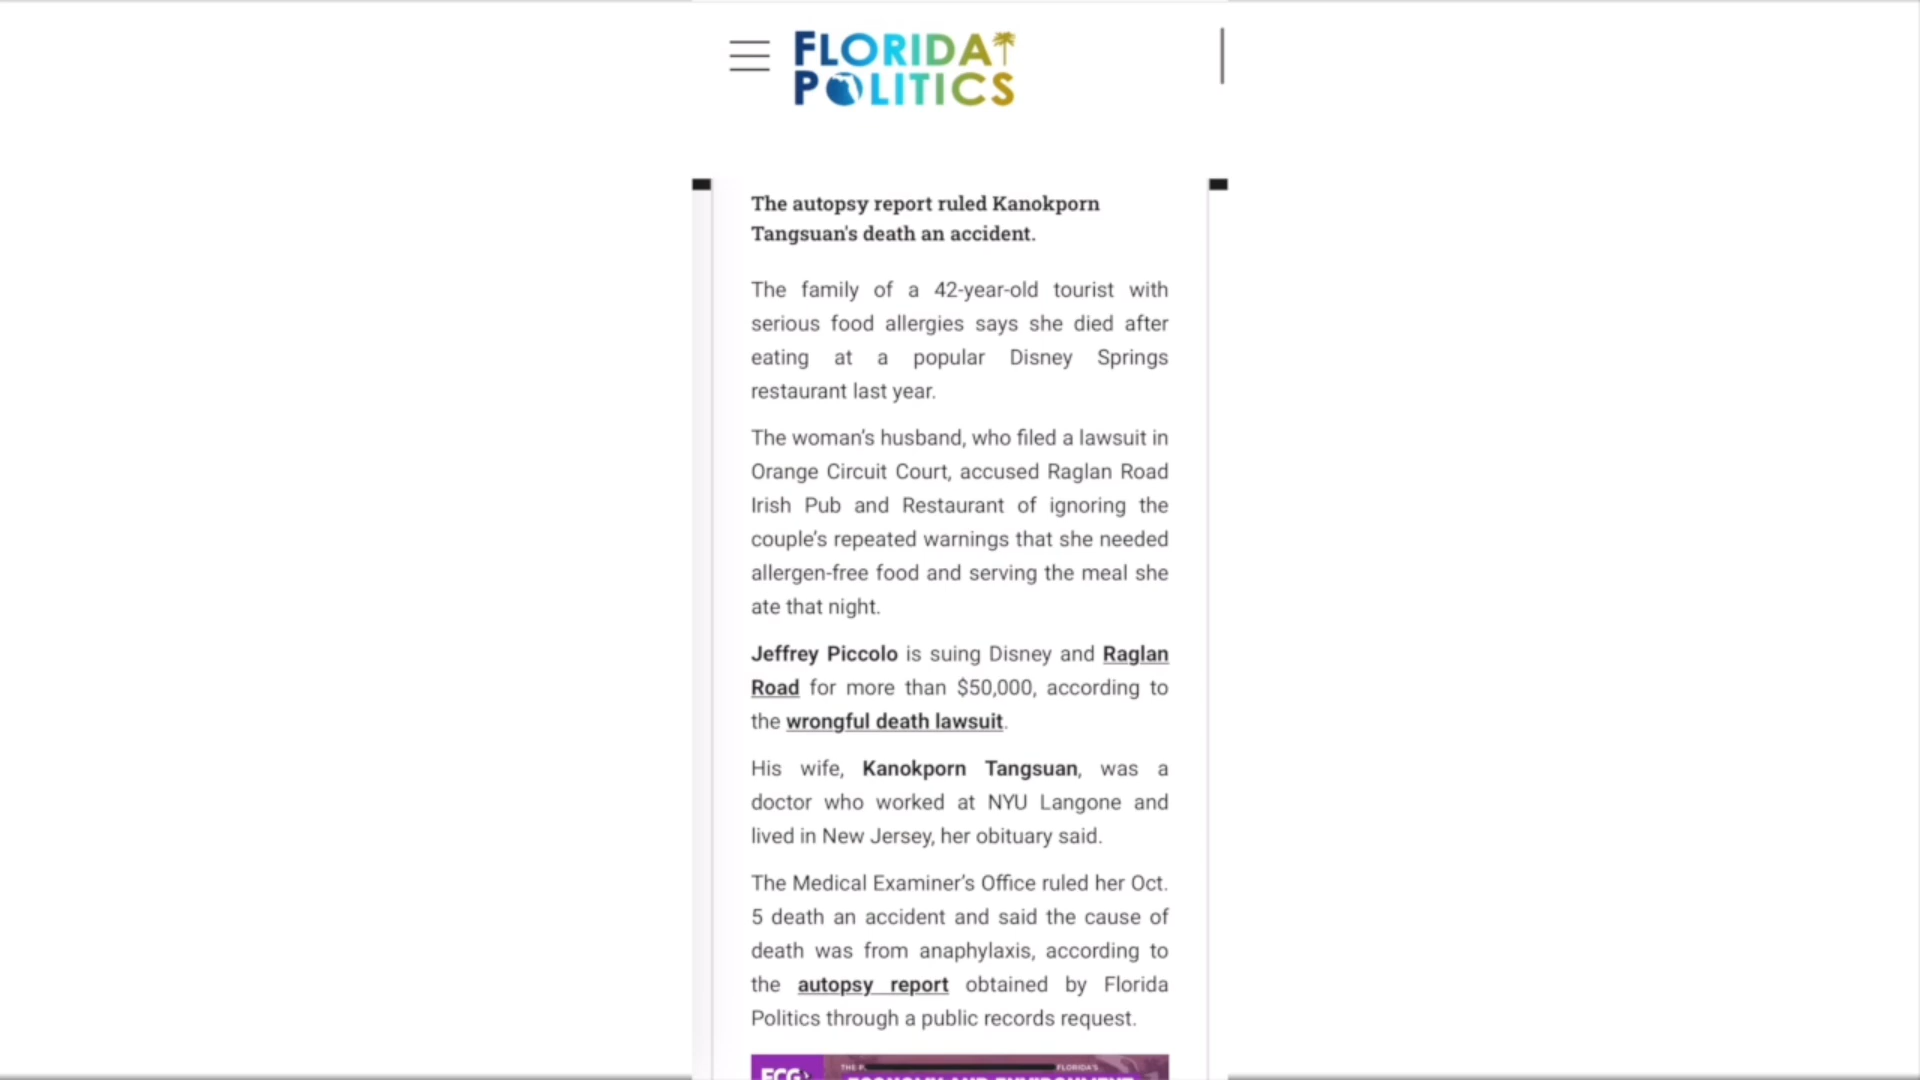 FLORIDA
POLITICS
The autopsy report ruled Kanokporn
Tangsuan's death an accident.
The family of a 42-year-old tourist with
serious food allergies says she died after
eating at a popular Disney Springs
restaurant last year.
The woman's husband, who filed a lawsuit in
Orange Circuit Court, accused Raglan Road
Irish Pub and Restaurant of ignoring the
couple's repeated warnings that she needed
allergen-free food and serving the meal she
ate that night.
Jeffrey Piccolo is suing Disney and Raglan
Road for more than $50,000, according to
the wrongful death lawsuit.
His wife, Kanokporn Tangsuan, was a
doctor who worked at NYU Langone and
lived in New Jersey, her obituary said.
The Medical Examiner's Office ruled her Oct.
5 death an accident and said the cause of
death was from anaphylaxis, according to
the autopsy report obtained by Florida
Politics through a public records request.
ECG
THE FLORIDA'S
ECONOMY AND ENVIRONMENT